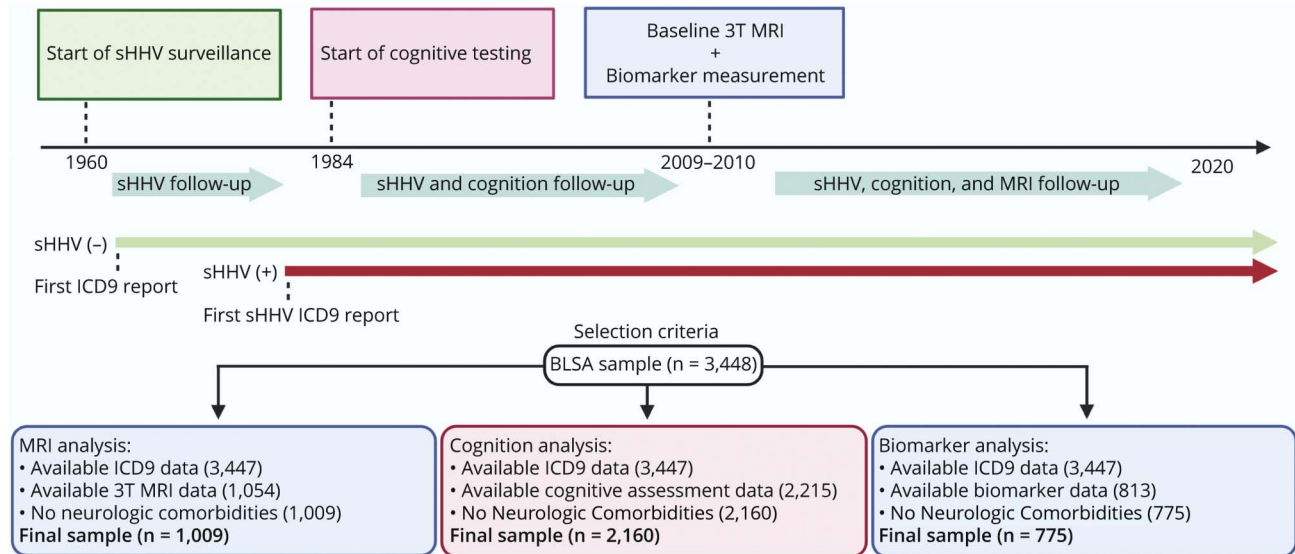 Start of sHHV surveillance
Start of cognitive testing
Baseline 3T MRI
+
Biomarker measurement
1960
1984
2009–2010
2020
sHHV follow-up
sHHV and cognition follow-up
sHHV, cognition, and MRI follow-up
sHHV (–)
First ICD9 report
sHHV (+)
First sHHV ICD9 report
Selection criteria
BLSA sample (n = 3,448)
MRI analysis:
• Available ICD9 data (3,447)
• Available 3T MRI data (1,054)
• No neurologic comorbidities (1,009)
Final sample (n = 1,009)
Cognition analysis:
• Available ICD9 data (3,447)
• Available cognitive assessment data (2,215)
• No Neurologic Comorbidities (2,160)
Final sample (n = 2,160)
Biomarker analysis:
• Available ICD9 data (3,447)
• Available biomarker data (813)
• No Neurologic Comorbidities (775)
Final sample (n = 775)